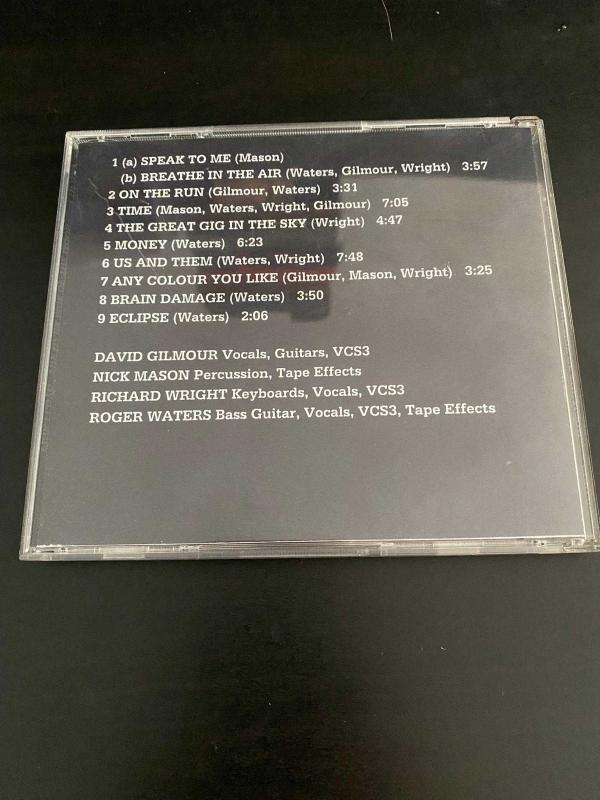 1 (a) SPEAK TO ME (Mason)
(b) BREATHE IN THE AIR (Waters, Gilmour, Wright) 3:57
2 ON THE RUN (Gilmour, Waters) 3:31
3 TIME (Mason, Waters, Wright, Gilmour) 7:05
4 THE GREAT GIG IN THE SKY (Wright) 4:47
5 MONEY (Waters) 6:23
6 US AND THEM (Waters, Wright) 7:48
7 ANY COLOUR YOU LIKE (Gilmour, Mason, Wright) 3:25
8 BRAIN DAMAGE (Waters) 3:50
9 ECLIPSE (Waters) 2:06
DAVID GILMOUR Vocals, Guitars, VCS3
NICK MASON Percussion, Tape Effects
RICHARD WRIGHT Keyboards, Vocals, VCS3
ROGER WATERS Bass Guitar, Vocals, VCS3, Tape Effects